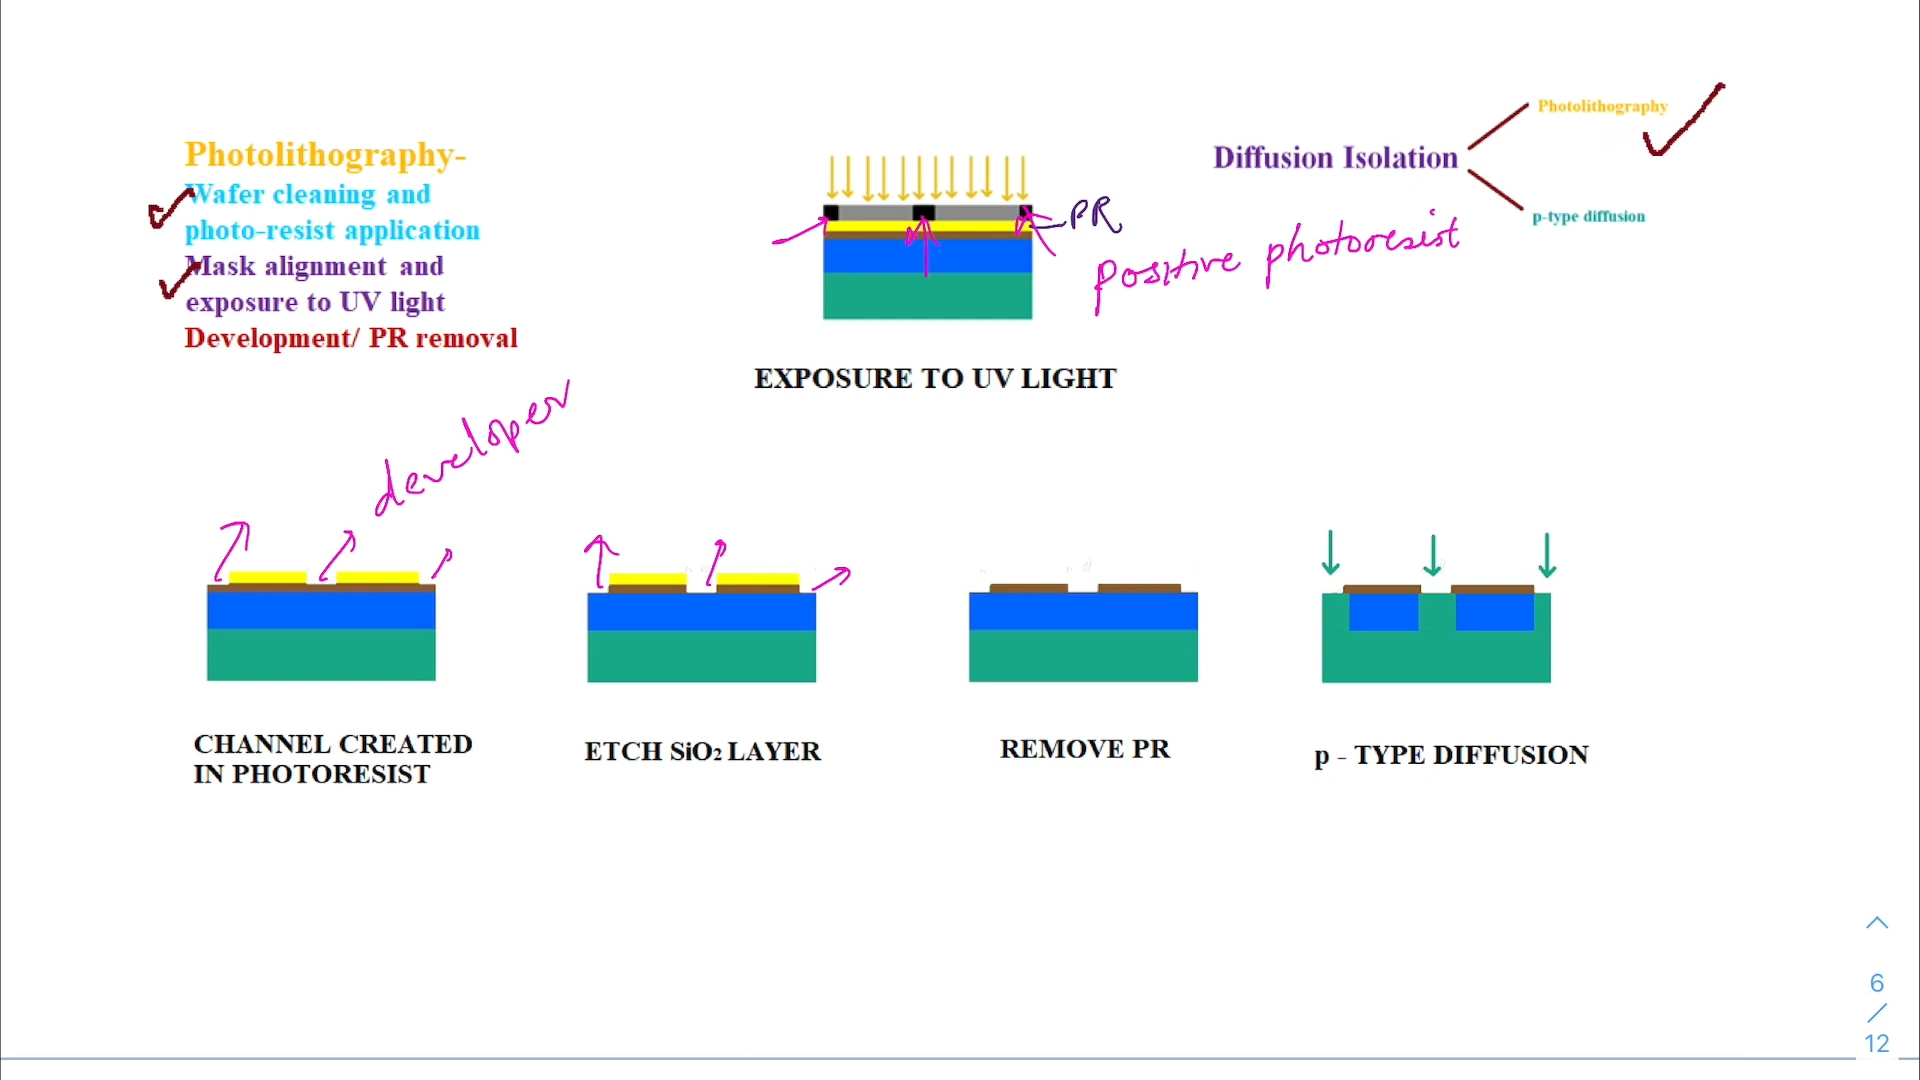 Photolithography-
Wafer cleaning and
photo-resist application
Mask alignment and
exposure to UV light
Development/ PR removal
PR
Positive photoresist
EXPOSURE TO UV LIGHT
Diffusion Isolation
Photolithography
p-type diffusion
developer
CHANNEL CREATED
IN PHOTORESIST
ETCH SiO2 LAYER
REMOVE PR
p - TYPE DIFFUSION
6
/
12